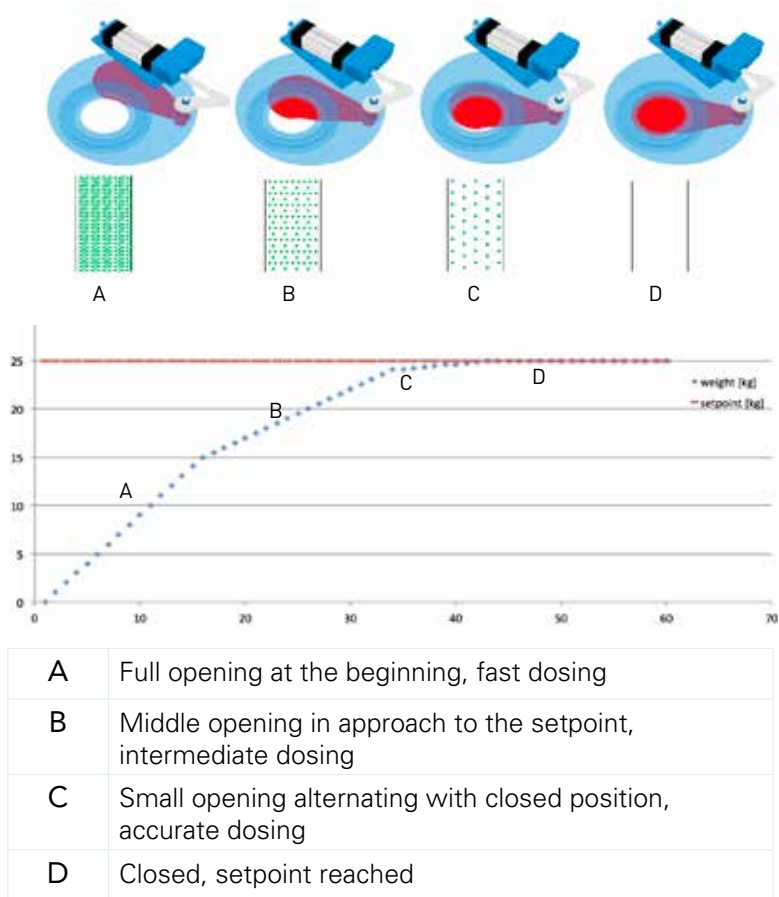 A B C D
25
20
15
10
5
0
0 10 20 30 40 50 60 70
A
B
C
D
weight [kg]
setpoint [kg]
A Full opening at the beginning, fast dosing
B Middle opening in approach to the setpoint,
intermediate dosing
C Small opening alternating with closed position,
accurate dosing
D Closed, setpoint reached